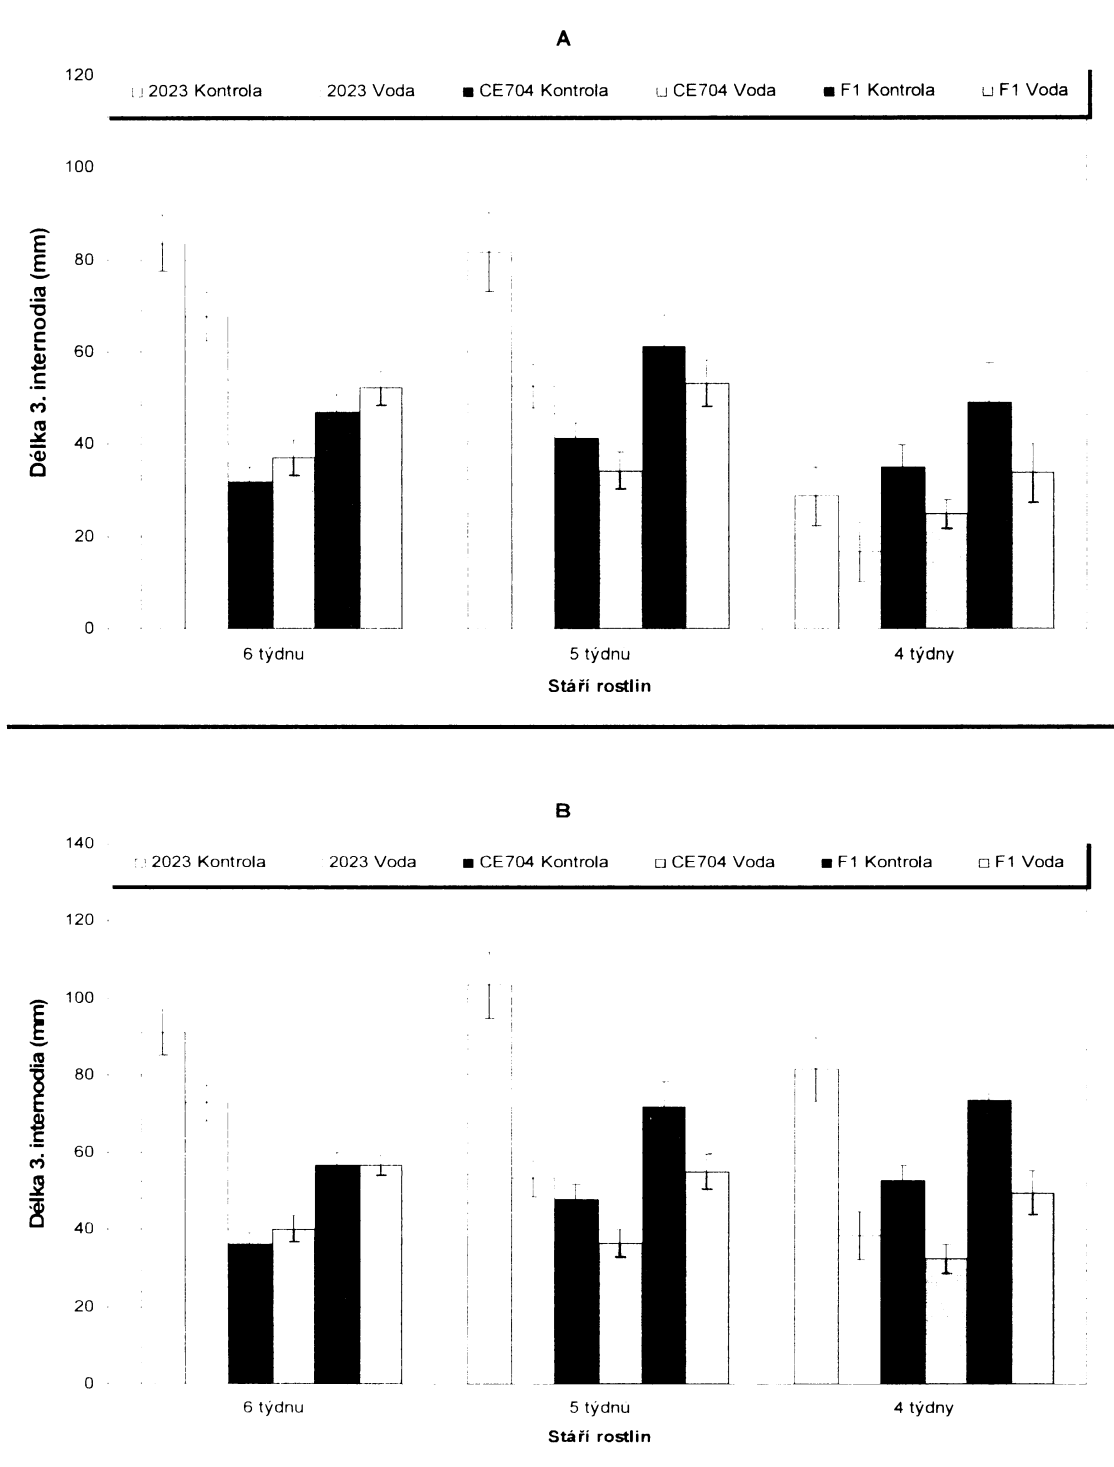 A
120
2023 Kontrola 2023 Voda CE704 Kontrola CE704 Voda F1 Kontrola F1 Voda
100
80
60
40
20
0
Délka 3. internodia (mm)
6 týdnu 5 týdnu 4 týdny
Stáří rostlin
B
140
2023 Kontrola 2023 Voda CE704 Kontrola CE704 Voda F1 Kontrola F1 Voda
120
100
80
60
40
20
0
Délka 3. internodia (mm)
6 týdnu 5 týdnu 4 týdny
Stáří rostlin